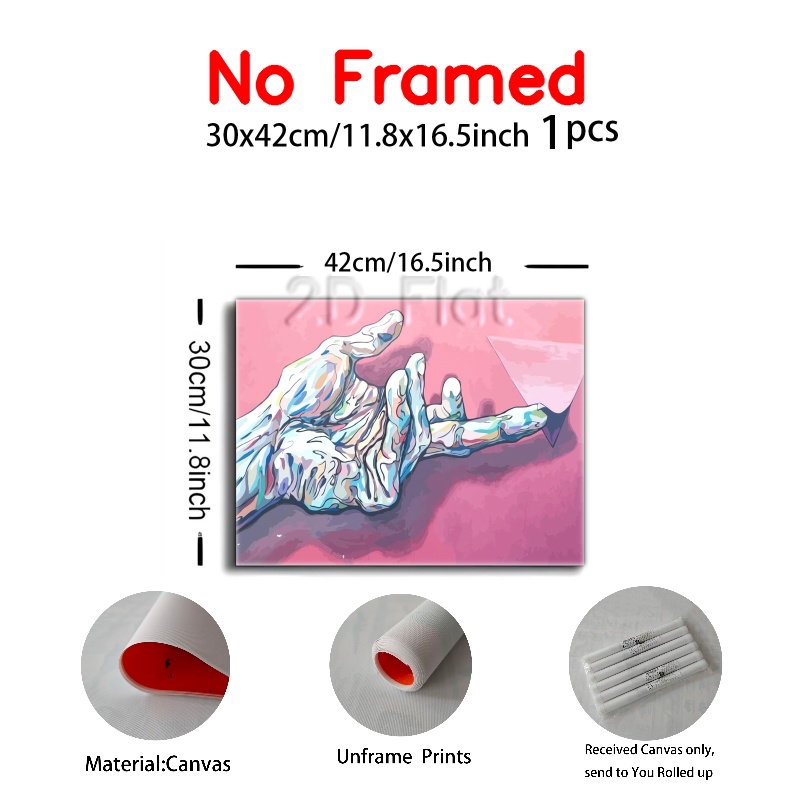 No Framed
30x42cm/11.8x16.5inch 1pcs
42cm/16.5inch
2.D Flat.
30cm/11.8inch
Material:Canvas
Unframe Prints
Received Canvas only,
send to You Rolled up